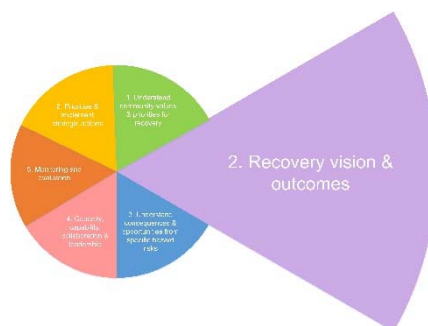 1. Understand
community values
& priorities for
recovery
2. Recovery vision &
outcomes
3. Understand
consequences &
opportunities from
specific hazard
risks
4. Capacity,
capability,
collaboration &
leadership
5. Monitoring and
evaluation
Prioritise &
implement
strategic actions